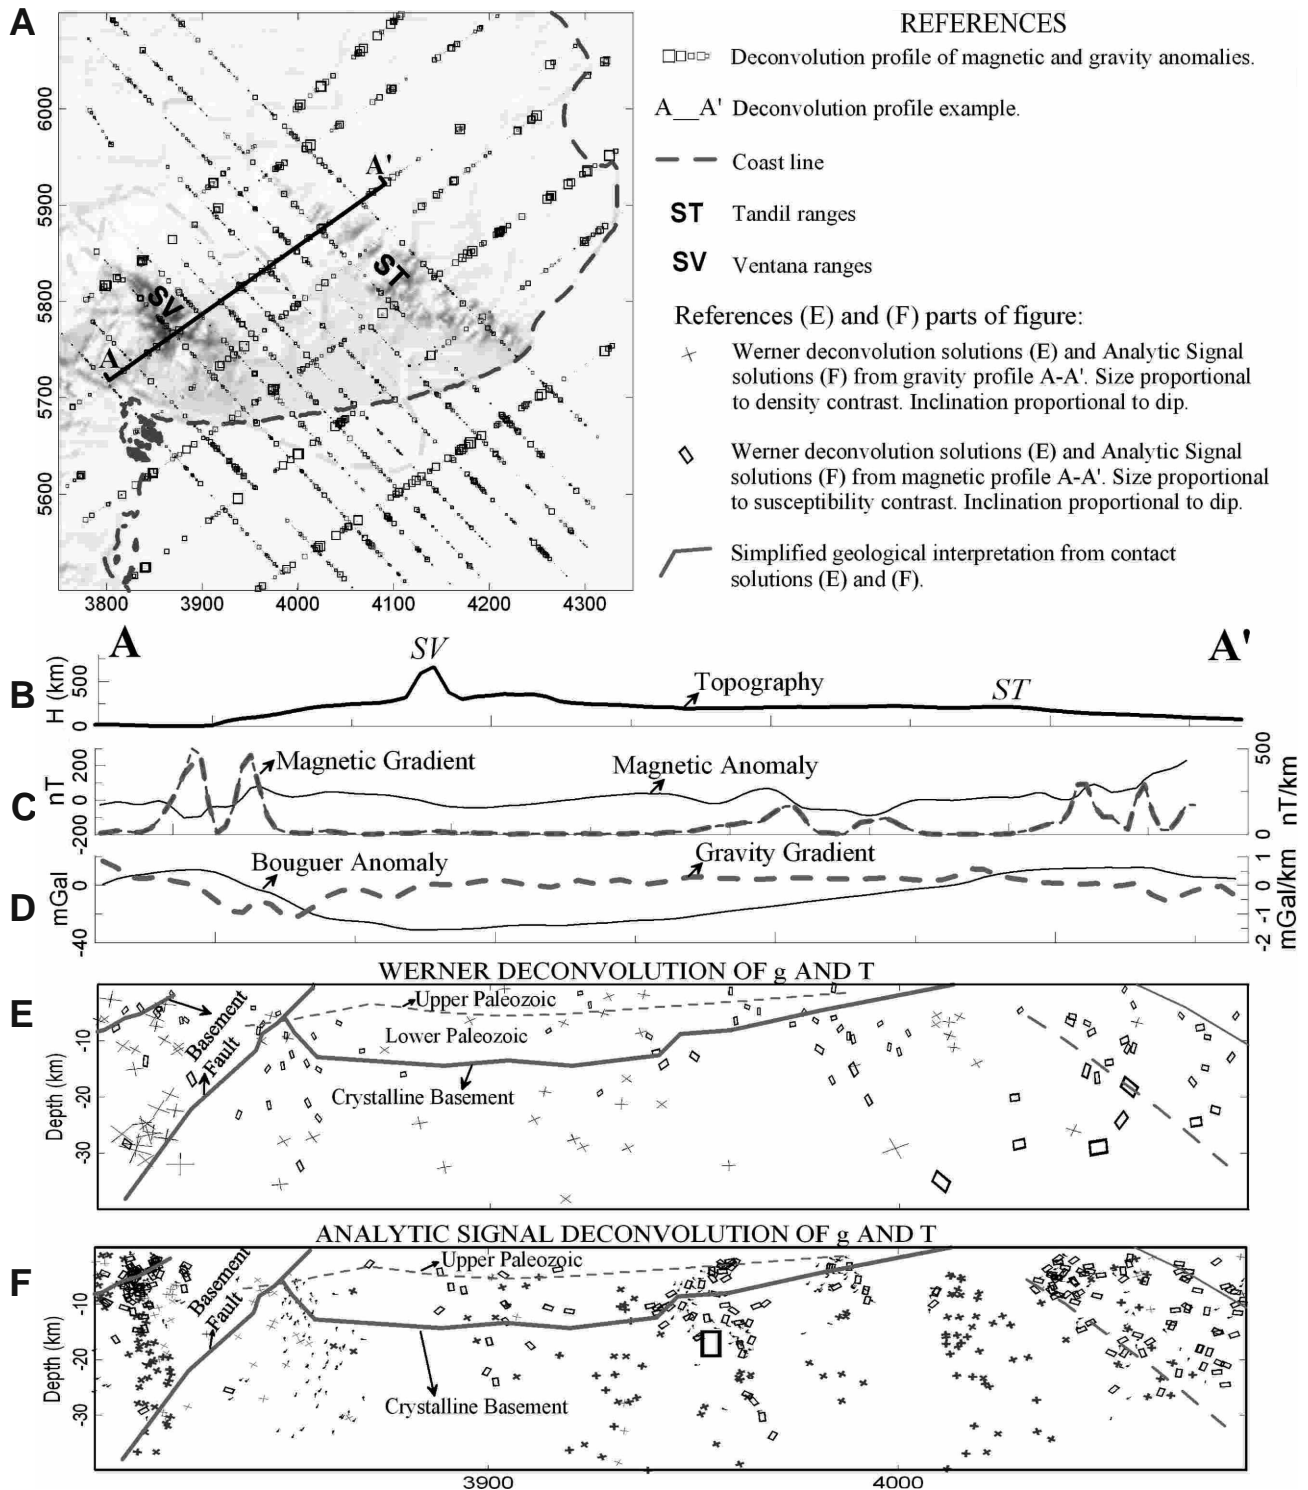 A
REFERENCES
Deconvolution profile of magnetic and gravity anomalies.
A__A' Deconvolution profile example.
Coast line
ST Tandil ranges
SV Ventana ranges
References (E) and (F) parts of figure:
Werner deconvolution solutions (E) and Analytic Signal
solutions (F) from gravity profile A-A'. Size proportional
to density contrast. Inclination proportional to dip.
Werner deconvolution solutions (E) and Analytic Signal
solutions (F) from magnetic profile A-A'. Size proportional
to susceptibility contrast. Inclination proportional to dip.
Simplified geological interpretation from contact
solutions (E) and (F).
6000
5900
5800
5700
5600
A'
ST
SV
A
3800 3900 4000 4100 4200 4300
A
A'
B
H (km)
500
0
SV
Topography
ST
C
nT
200
0
-200
Magnetic Gradient
Magnetic Anomaly
500
0
nT/km
D
mGal
0
-40
Bouguer Anomaly
Gravity Gradient
1
0
-1
-2
mGal/km
WERNER DECONVOLUTION OF g AND T
E
Depth (km)
-10
-20
-30
Basement
Fault
Upper Paleozoic
Lower Paleozoic
Crystalline Basement
3900 4000
ANALYTIC SIGNAL DECONVOLUTION OF g AND T
F
Depth (km)
-10
-20
-30
Basement
Fault
Upper Paleozoic
Crystalline Basement
3900 4000